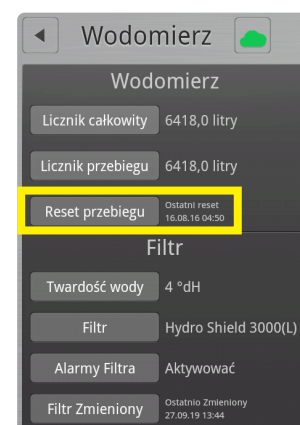 Wodomierz
Wodomierz
Licznik całkowity 6418,0 litry
Licznik przebiegu 6418,0 litry
Reset przebiegu Ostatni reset
16.08.16 04:50
Filtr
Twardość wody 4 °dH
Filtr Hydro Shield 3000(L)
Alarmy Filtra Aktywować
Filtr Zmieniony Ostatnio Zmieniony
27.09.19 13:44